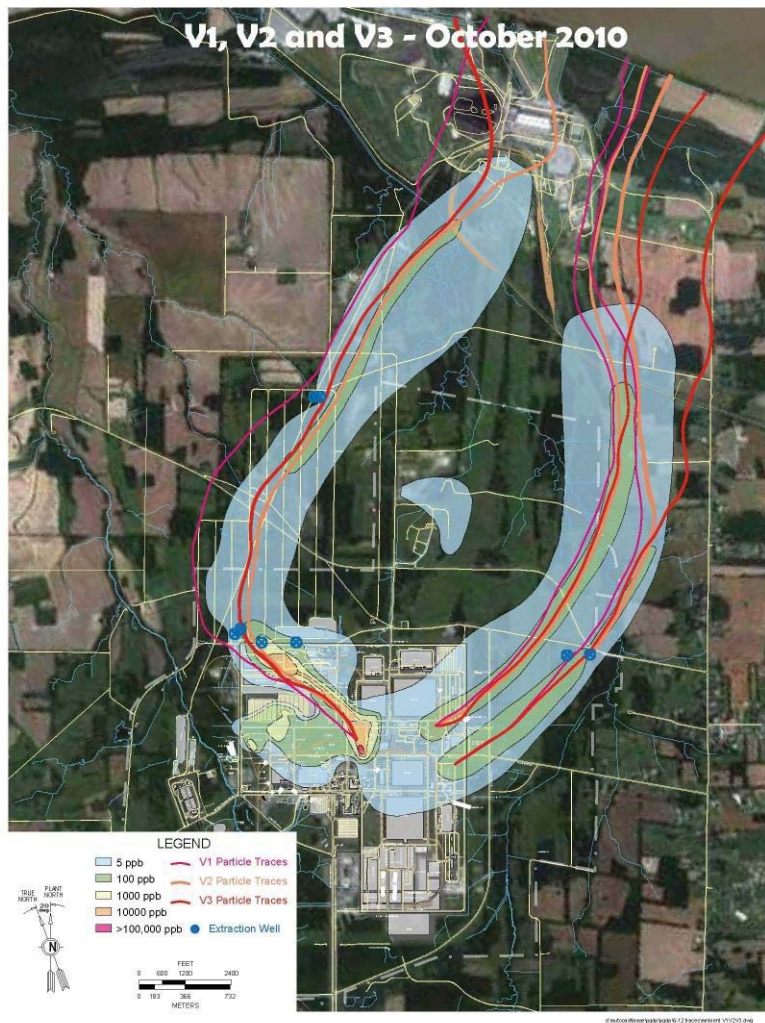 V1, V2 and V3 - October 2010
LEGEND
5 ppb
100 ppb
1000 ppb
10000 ppb
>100,000 ppb
V1 Particle Traces
V2 Particle Traces
V3 Particle Traces
Extraction Well
TRUE NORTH
PLANT NORTH
20
N
FEET
0 600 1200 2400
0 183 366 732
METERS